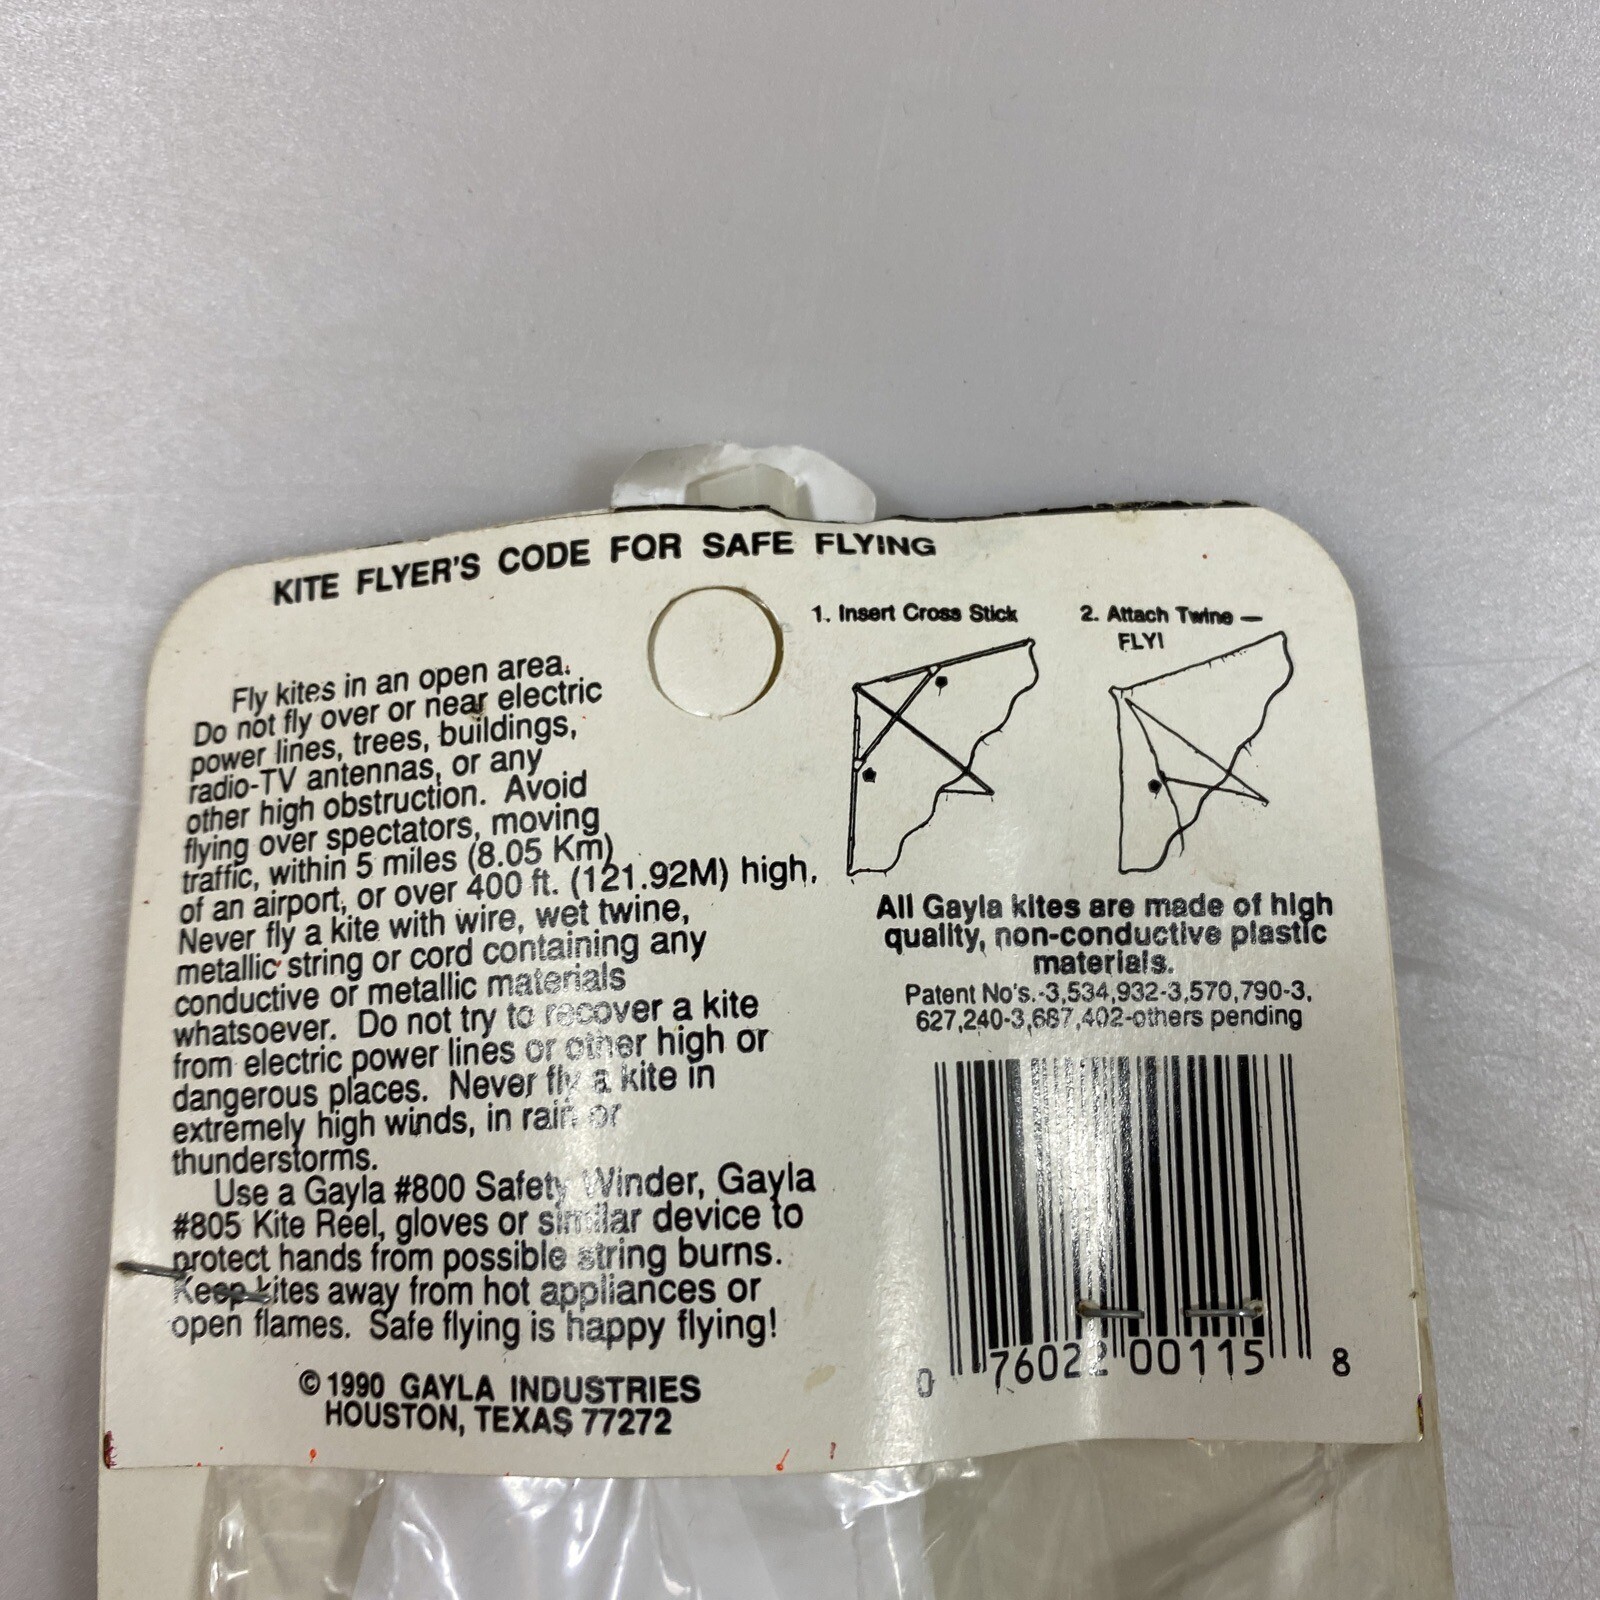 KITE FLYER'S CODE FOR SAFE FLYING
Fly kites in an open area.
Do not fly over or near electric
power lines, trees, buildings,
radio-TV antennas, or any
other high obstruction. Avoid
flying over spectators, moving
traffic, within 5 miles (8.05 Km)
of an airport, or over 400 ft. (121.92M) high.
Never fly a kite with wire, wet twine,
metallic string or cord containing any
conductive or metallic materials
whatsoever. Do not try to recover a kite
from electric power lines or other high or
dangerous places. Never fly a kite in
extremely high winds, in rain or
thunderstorms.
Use a Gayla #800 Safety Winder, Gayla
#805 Kite Reel, gloves or similar device to
protect hands from possible string burns.
Keep kites away from hot appliances or
open flames. Safe flying is happy flying!
© 1990 GAYLA INDUSTRIES
HOUSTON, TEXAS 77272
1. Insert Cross Stick
2. Attach Twine —
FLY!
All Gayla kites are made of high
quality, non-conductive plastic
materials.
Patent No's.-3,534,932-3,570,790-3,
627,240-3,687,402-others pending
0 76022 00115 8